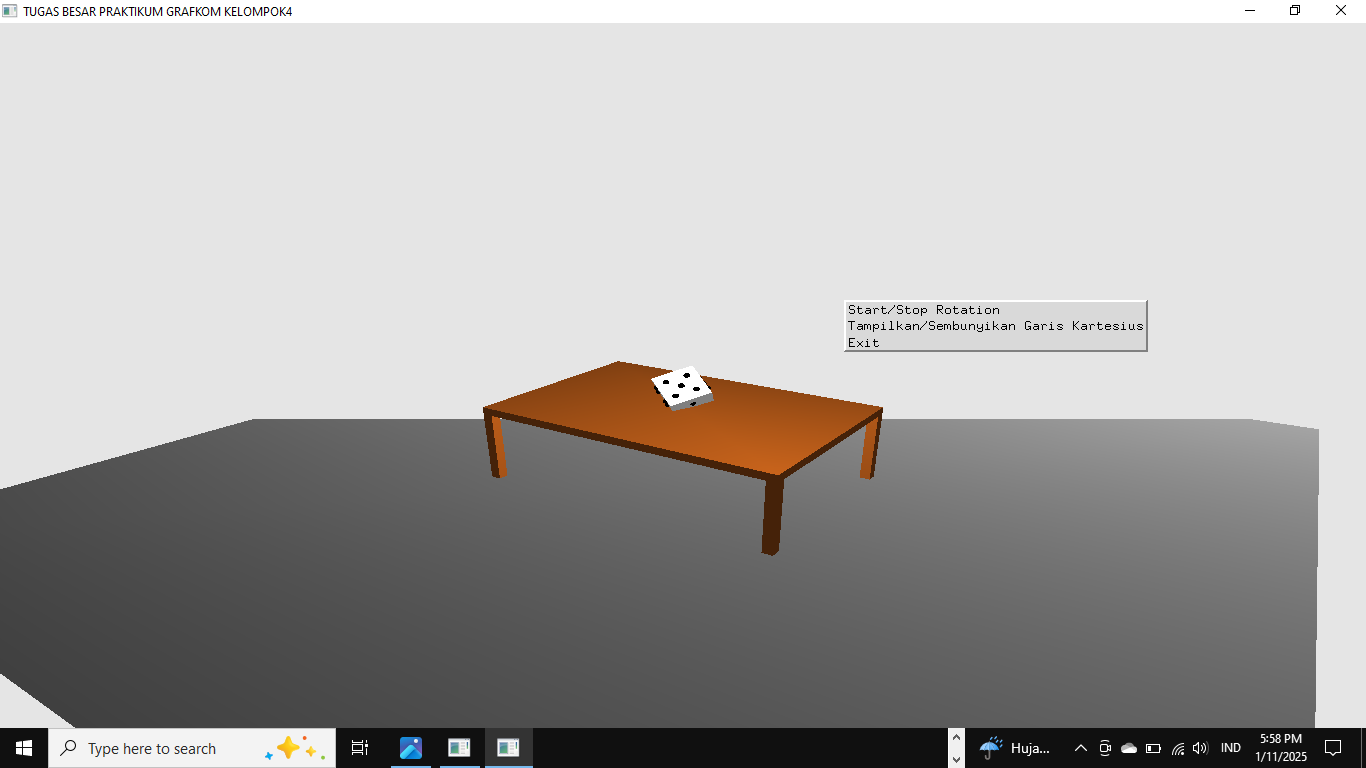 TUGAS BESAR PRAKTIKUM GRAFKOM KELOMPOK4
Start/Stop Rotation
Tampilkan/Sembunyikan Garis Kartesius
Exit
Type here to search
Huja...
IND
5:58 PM
1/11/2025